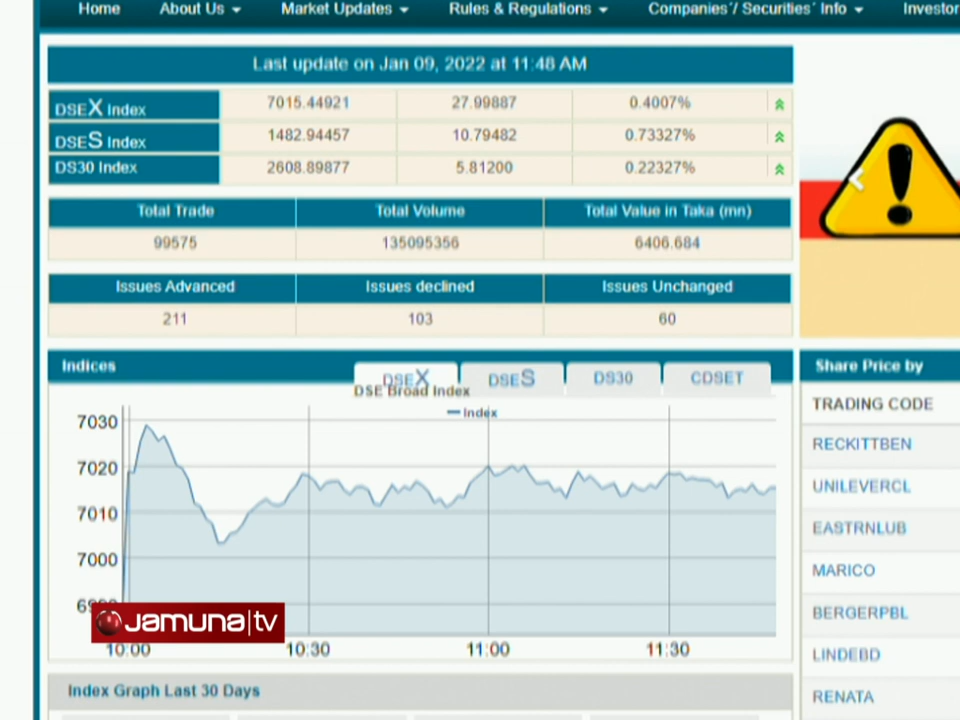 Home About Us Market Updates Rules & Regulations Companies'/ Securities' Info Investor
Last update on Jan 09, 2022 at 11:48 AM
DSEX Index 7015.44921 27.99887 0.4007%
DSES Index 1482.94457 10.79482 0.73327%
DS30 Index 2608.89877 5.81200 0.22327%
Total Trade Total Volume Total Value in Taka (mn)
99575 135095356 6406.684
Issues Advanced Issues declined Issues Unchanged
211 103 60
Indices
DSEX DSES DS30 CDSET
DSE Broad Index
Index
7030
7020
7010
7000
10:00 10:30 11:00 11:30
Jamuna|tv
Index Graph Last 30 Days
Share Price by
TRADING CODE
RECKITTBEN
UNILEVERCL
EASTRNLUB
MARICO
BERGERPBL
LINDEBD
RENATA